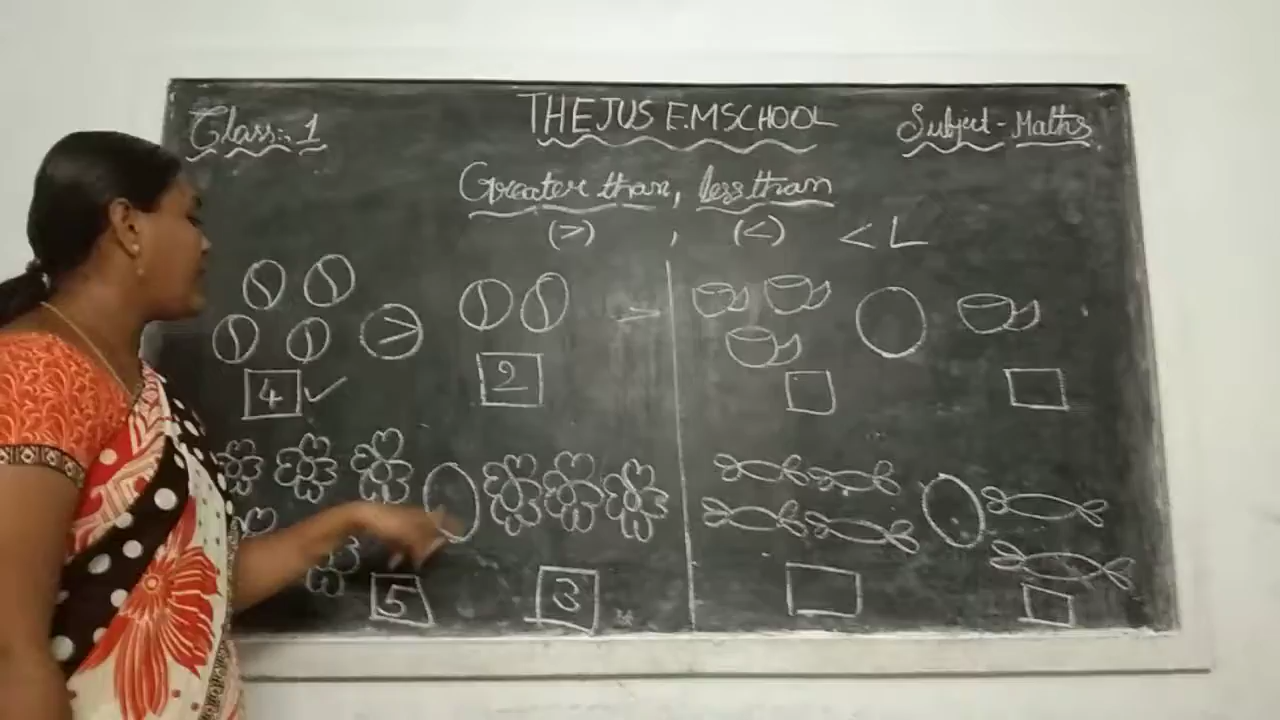 Class:- 1
THEJUS E.M SCHOOL
Subject - Maths
Greater than, less than
(>) , (<) < L
> =
4 ✓ 2
5 3